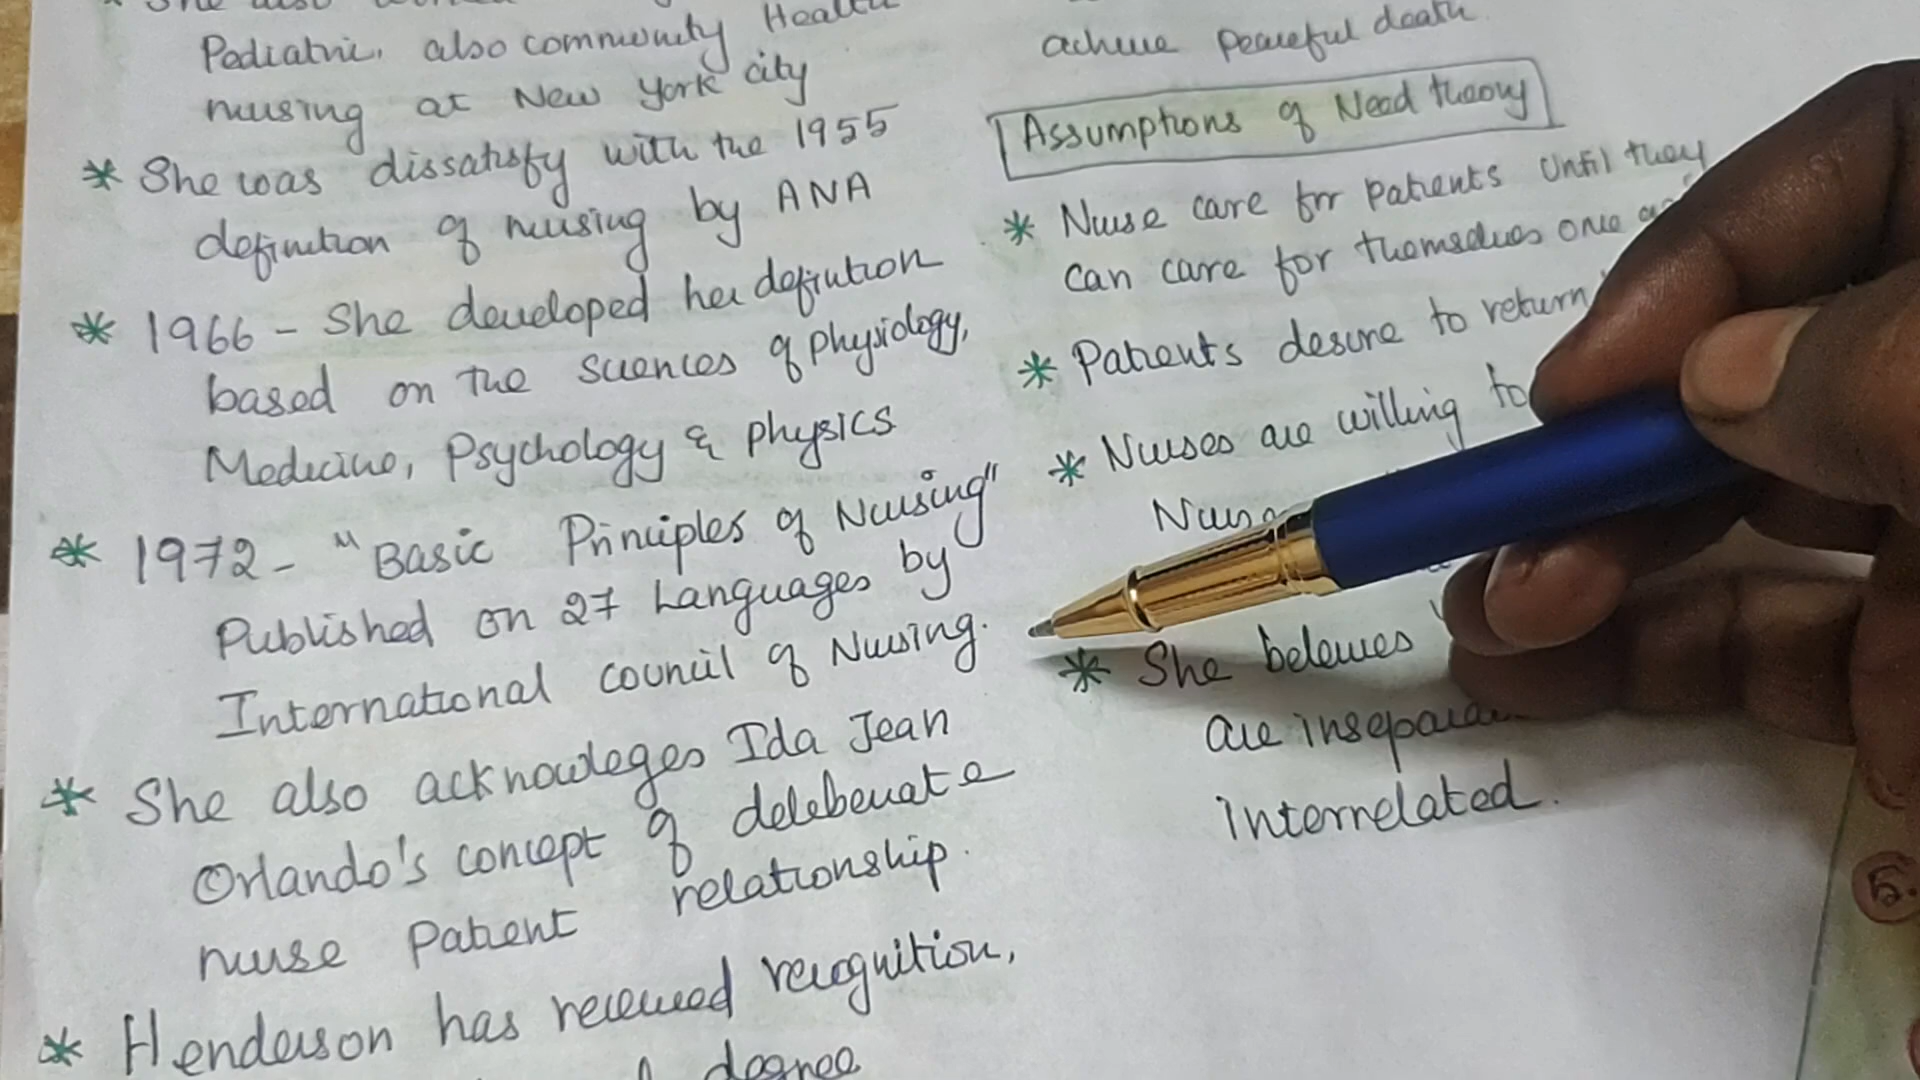 Pediatric, also community Health
nursing at New York city
* She was dissatisfy with the 1955
definition of nursing by ANA
* 1966 - She developed her definition
based on the sciences of physiology,
Medicine, Psychology & physics
* 1972 - "Basic Principles of Nursing"
Published on 27 Languages by
International council of Nursing.
* She also acknowleges Ida Jean
Orlando's concept of deleberate
nurse Patient relationship.
* Henderson has received recognition,
degree
achieve peaceful death
Assumptions of Need theory
* Nurse care for patients Until they
can care for themselves once
* Patients desire to return
* Nurses are willing to
* She beleives
are
interrelated.
5.